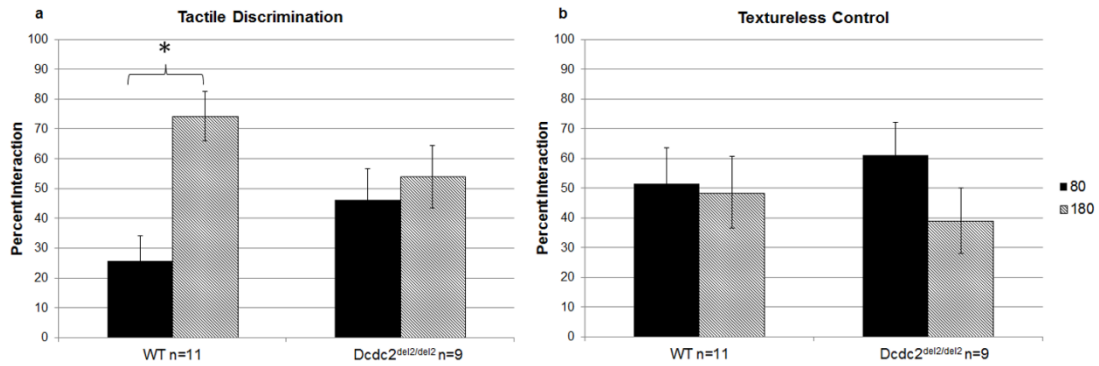 a
Tactile Discrimination
Percent Interaction
100
90
80
70
60
50
40
30
20
10
0
*
WT n=11
Dcdc2del2/del2 n=9
b
Textureless Control
Percent Interaction
100
90
80
70
60
50
40
30
20
10
0
WT n=11
Dcdc2del2/del2 n=9
80
180